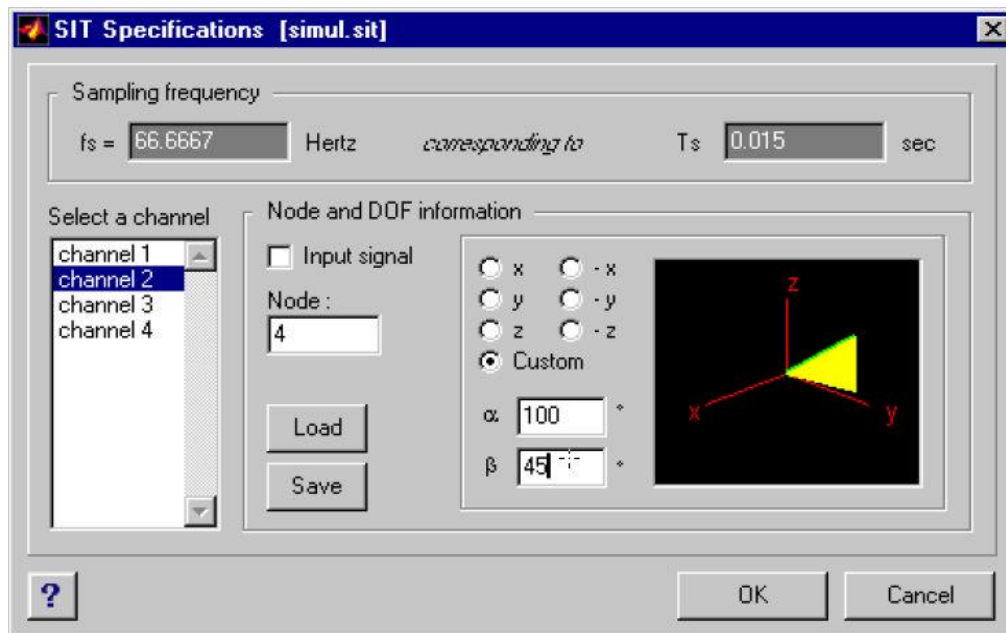 SIT Specifications [simul.sit]
Sampling frequency
fs = 66.6667 Hertz corresponding to Ts 0.015 sec
Select a channel
channel 1
channel 2
channel 3
channel 4
Node and DOF information
Input signal
Node :
4
Load
Save
x - x
y - y
z - z
Custom
α 100 °
β 45 °
z
x
y
?
OK
Cancel